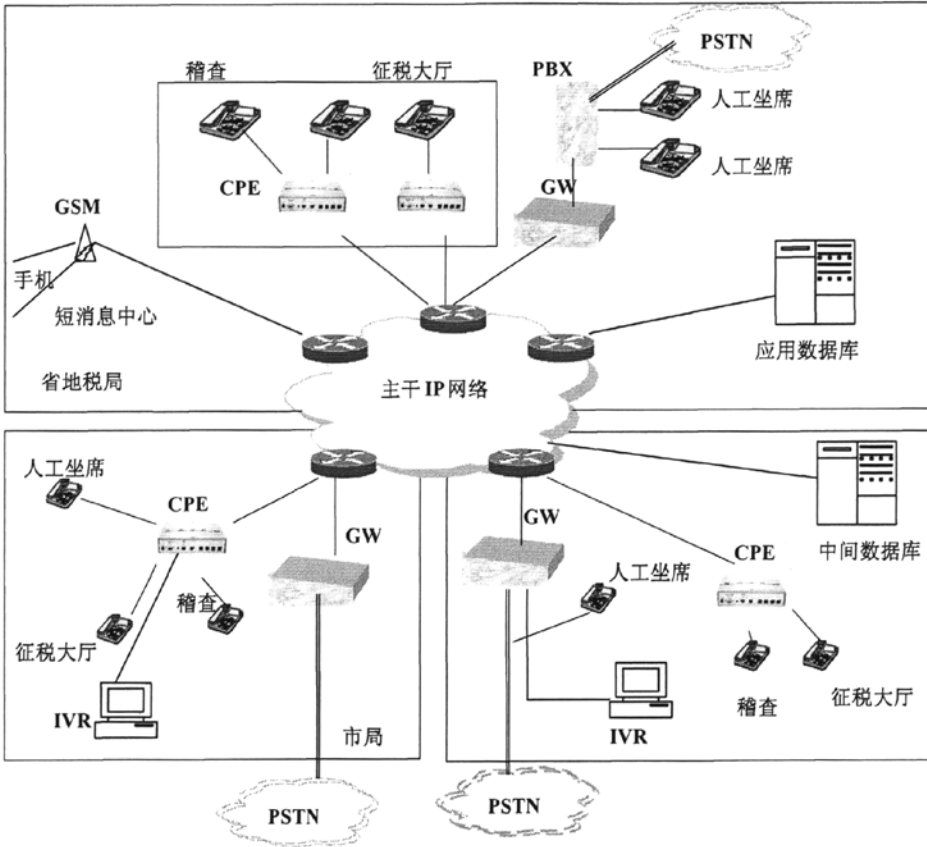 PSTN
稽查
征税大厅
PBX
人工坐席
人工坐席
CPE
GW
GSM
手机
短消息中心
应用数据库
省地税局
主干 IP 网络
人工坐席
CPE
GW
GW
中间数据库
CPE
人工坐席
稽查
征税大厅
稽查
征税大厅
IVR
IVR
市局
PSTN
PSTN